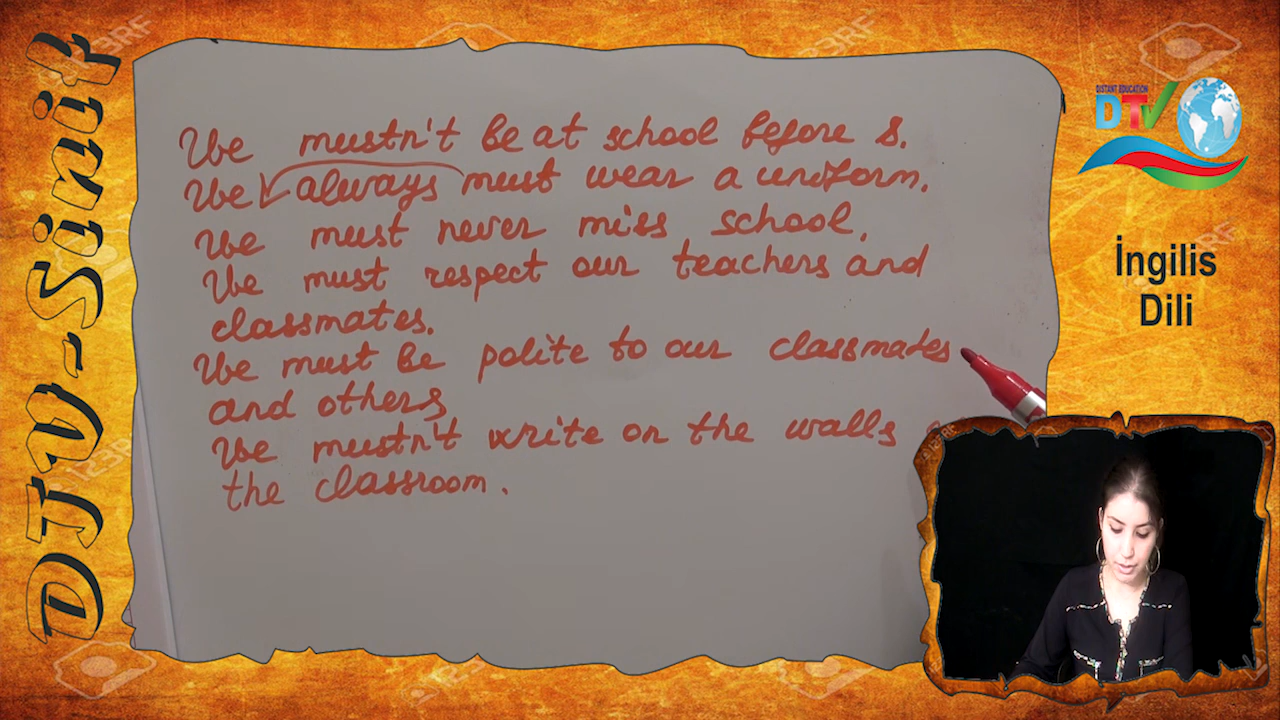 DTV-Sinif
We mustn't be at school before 8.
We always must wear a uniform.
We must never miss school.
We must respect our teachers and
classmates.
We must be polite to our classmates
and others
We mustn't write on the walls
the classroom.
DISTANT EDUCATION
DTV
İngilis
Dili
123RF